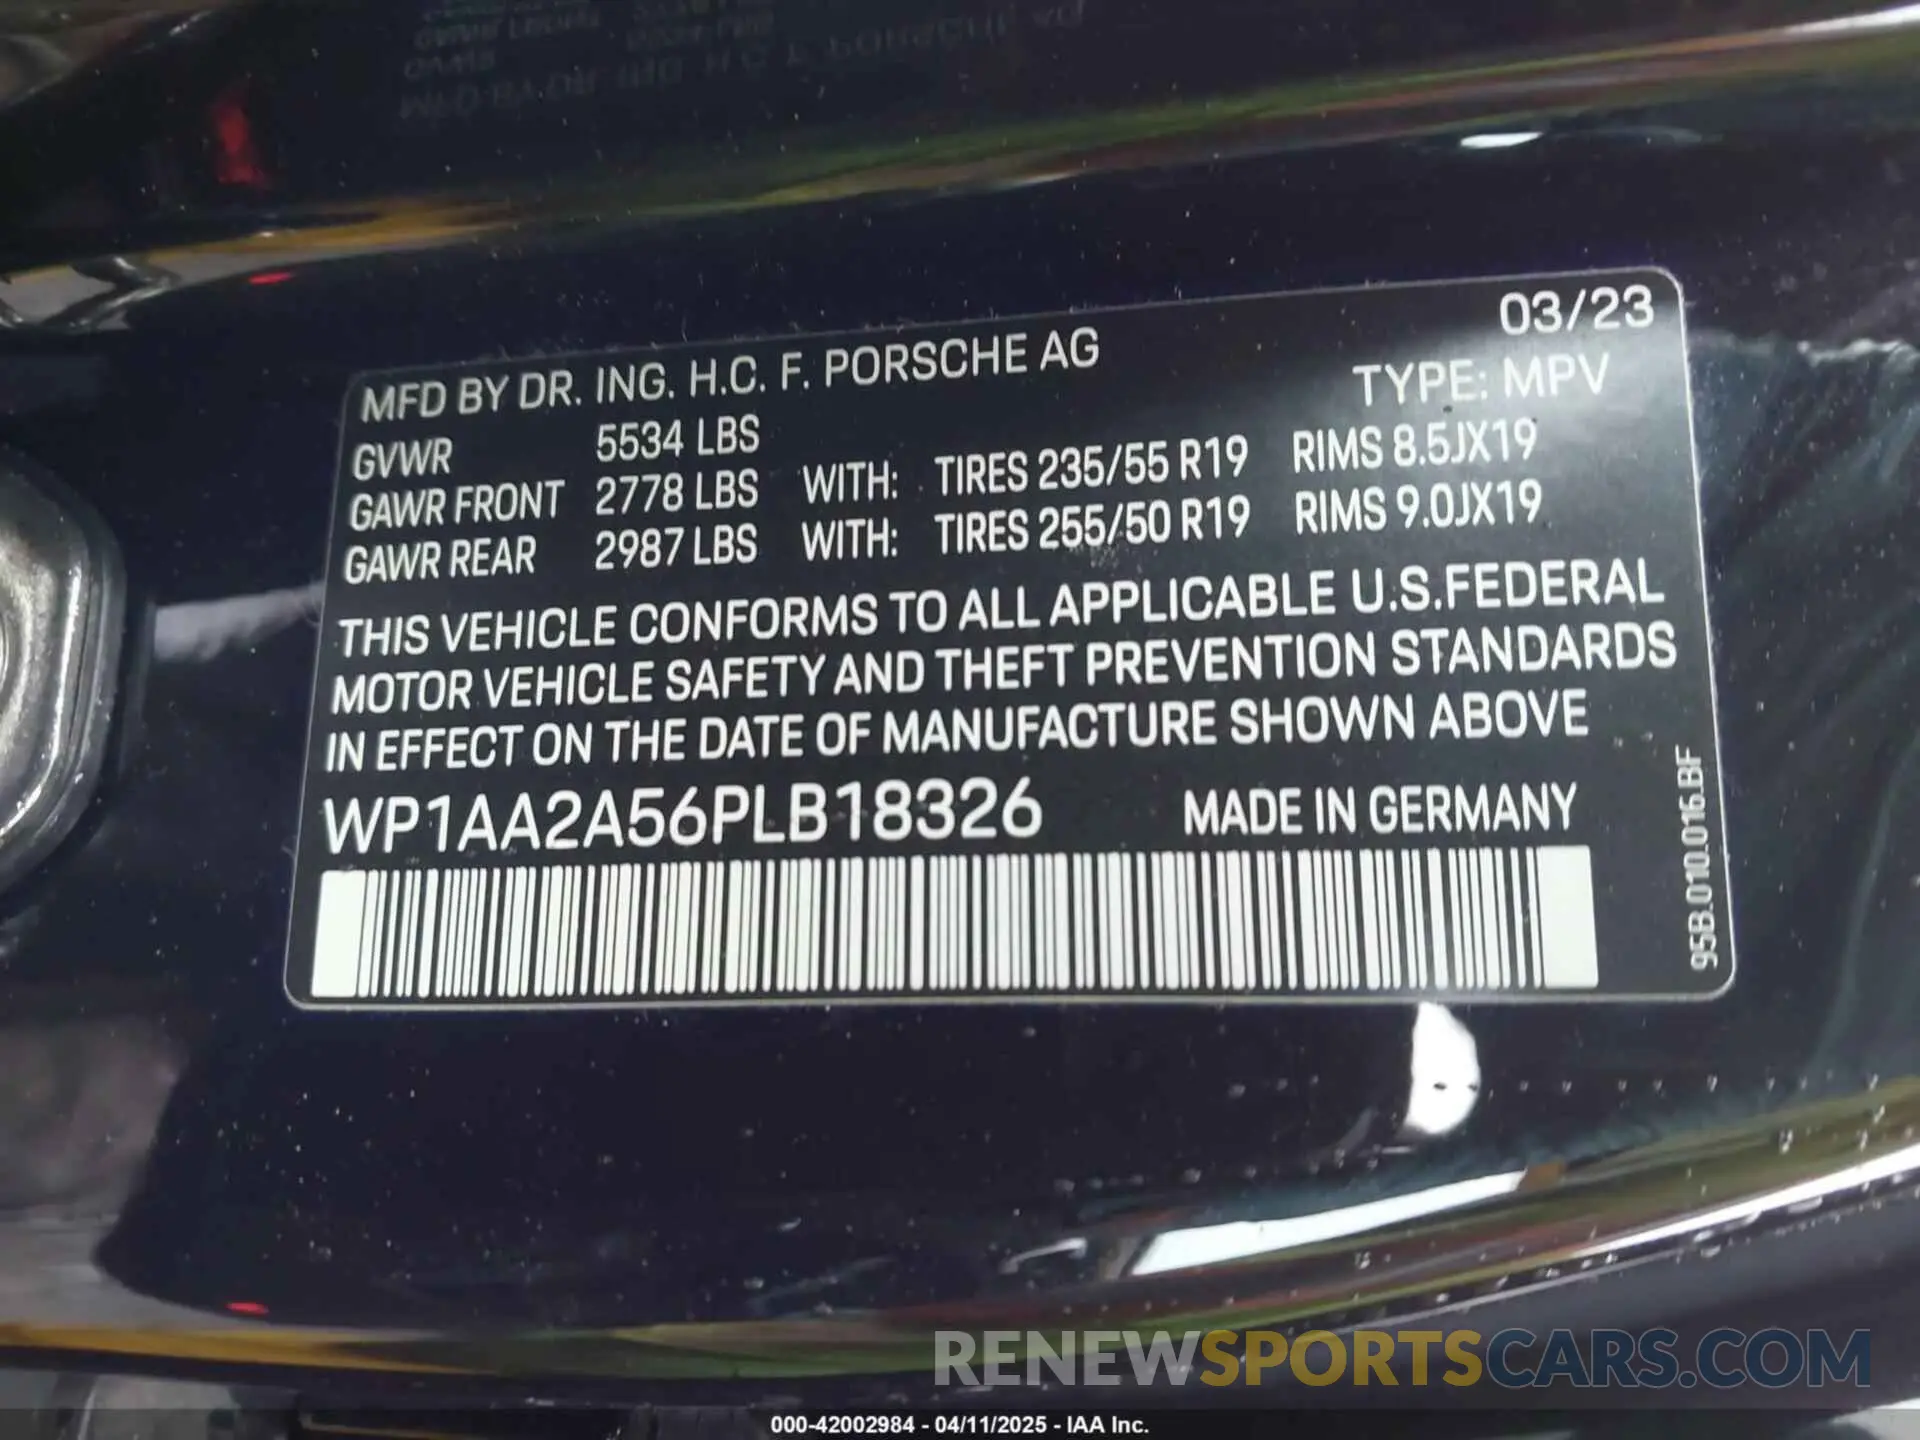 MFD BY DR. ING. H.C. F. PORSCHE AG 03/23
TYPE: MPV
GVWR 5534 LBS
GAWR FRONT 2778 LBS WITH: TIRES 235/55 R19 RIMS 8.5JX19
GAWR REAR 2987 LBS WITH: TIRES 255/50 R19 RIMS 9.0JX19
THIS VEHICLE CONFORMS TO ALL APPLICABLE U.S.FEDERAL
MOTOR VEHICLE SAFETY AND THEFT PREVENTION STANDARDS
IN EFFECT ON THE DATE OF MANUFACTURE SHOWN ABOVE
WP1AA2A56PLB18326 MADE IN GERMANY
95B.010.016.BF
RENEWSPORTSCARS.COM
000-42002984 - 04/11/2025 - IAA Inc.